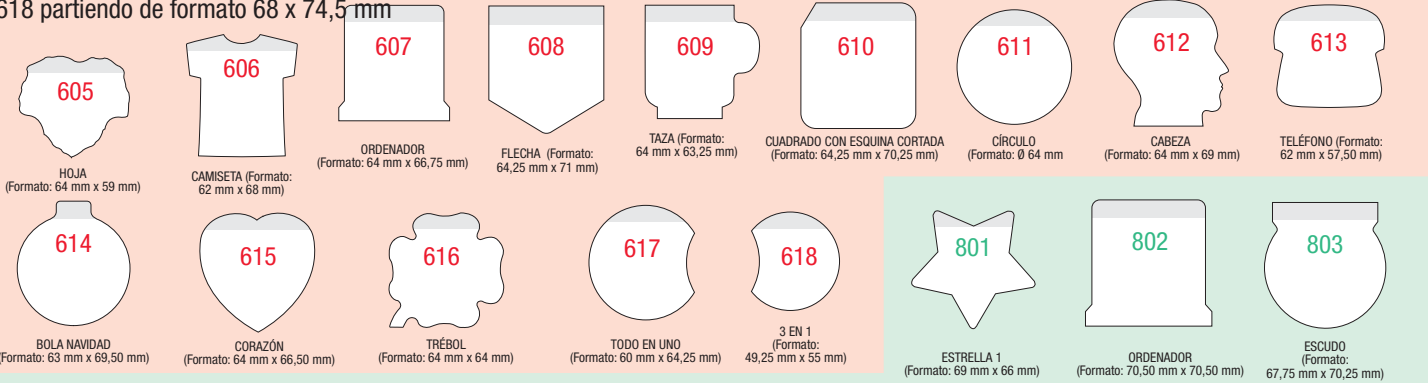 618 partiendo de formato 68 x 74,5 mm
605
HOJA
(Formato: 64 mm x 59 mm)
606
CAMISETA (Formato:
62 mm x 68 mm)
607
ORDENADOR
(Formato: 64 mm x 66,75 mm)
608
FLECHA (Formato:
64,25 mm x 71 mm)
609
TAZA (Formato:
64 mm x 63,25 mm)
610
CUADRADO CON ESQUINA CORTADA
(Formato: 64,25 mm x 70,25 mm)
611
CÍRCULO
(Formato: Ø 64 mm
612
CABEZA
(Formato: 64 mm x 69 mm)
613
TELÉFONO (Formato:
62 mm x 57,50 mm)
614
BOLA NAVIDAD
(Formato: 63 mm x 69,50 mm)
615
CORAZÓN
(Formato: 64 mm x 66,50 mm)
616
TRÉBOL
(Formato: 64 mm x 64 mm)
617
TODO EN UNO
(Formato: 60 mm x 64,25 mm)
618
3 EN 1
(Formato:
49,25 mm x 55 mm)
801
ESTRELLA 1
(Formato: 69 mm x 66 mm)
802
ORDENADOR
(Formato: 70,50 mm x 70,50 mm)
803
ESCUDO
(Formato:
67,75 mm x 70,25 mm)